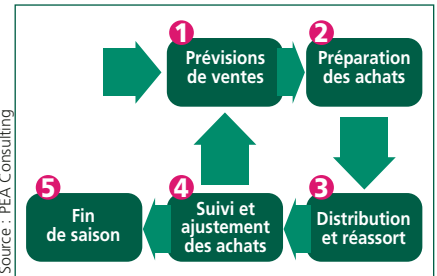 1
Prévisions
de ventes
2
Préparation
des achats
3
Distribution
et réassort
4
Suivi et
ajustement
des achats
5
Fin
de saison
Source : PEA Consulting